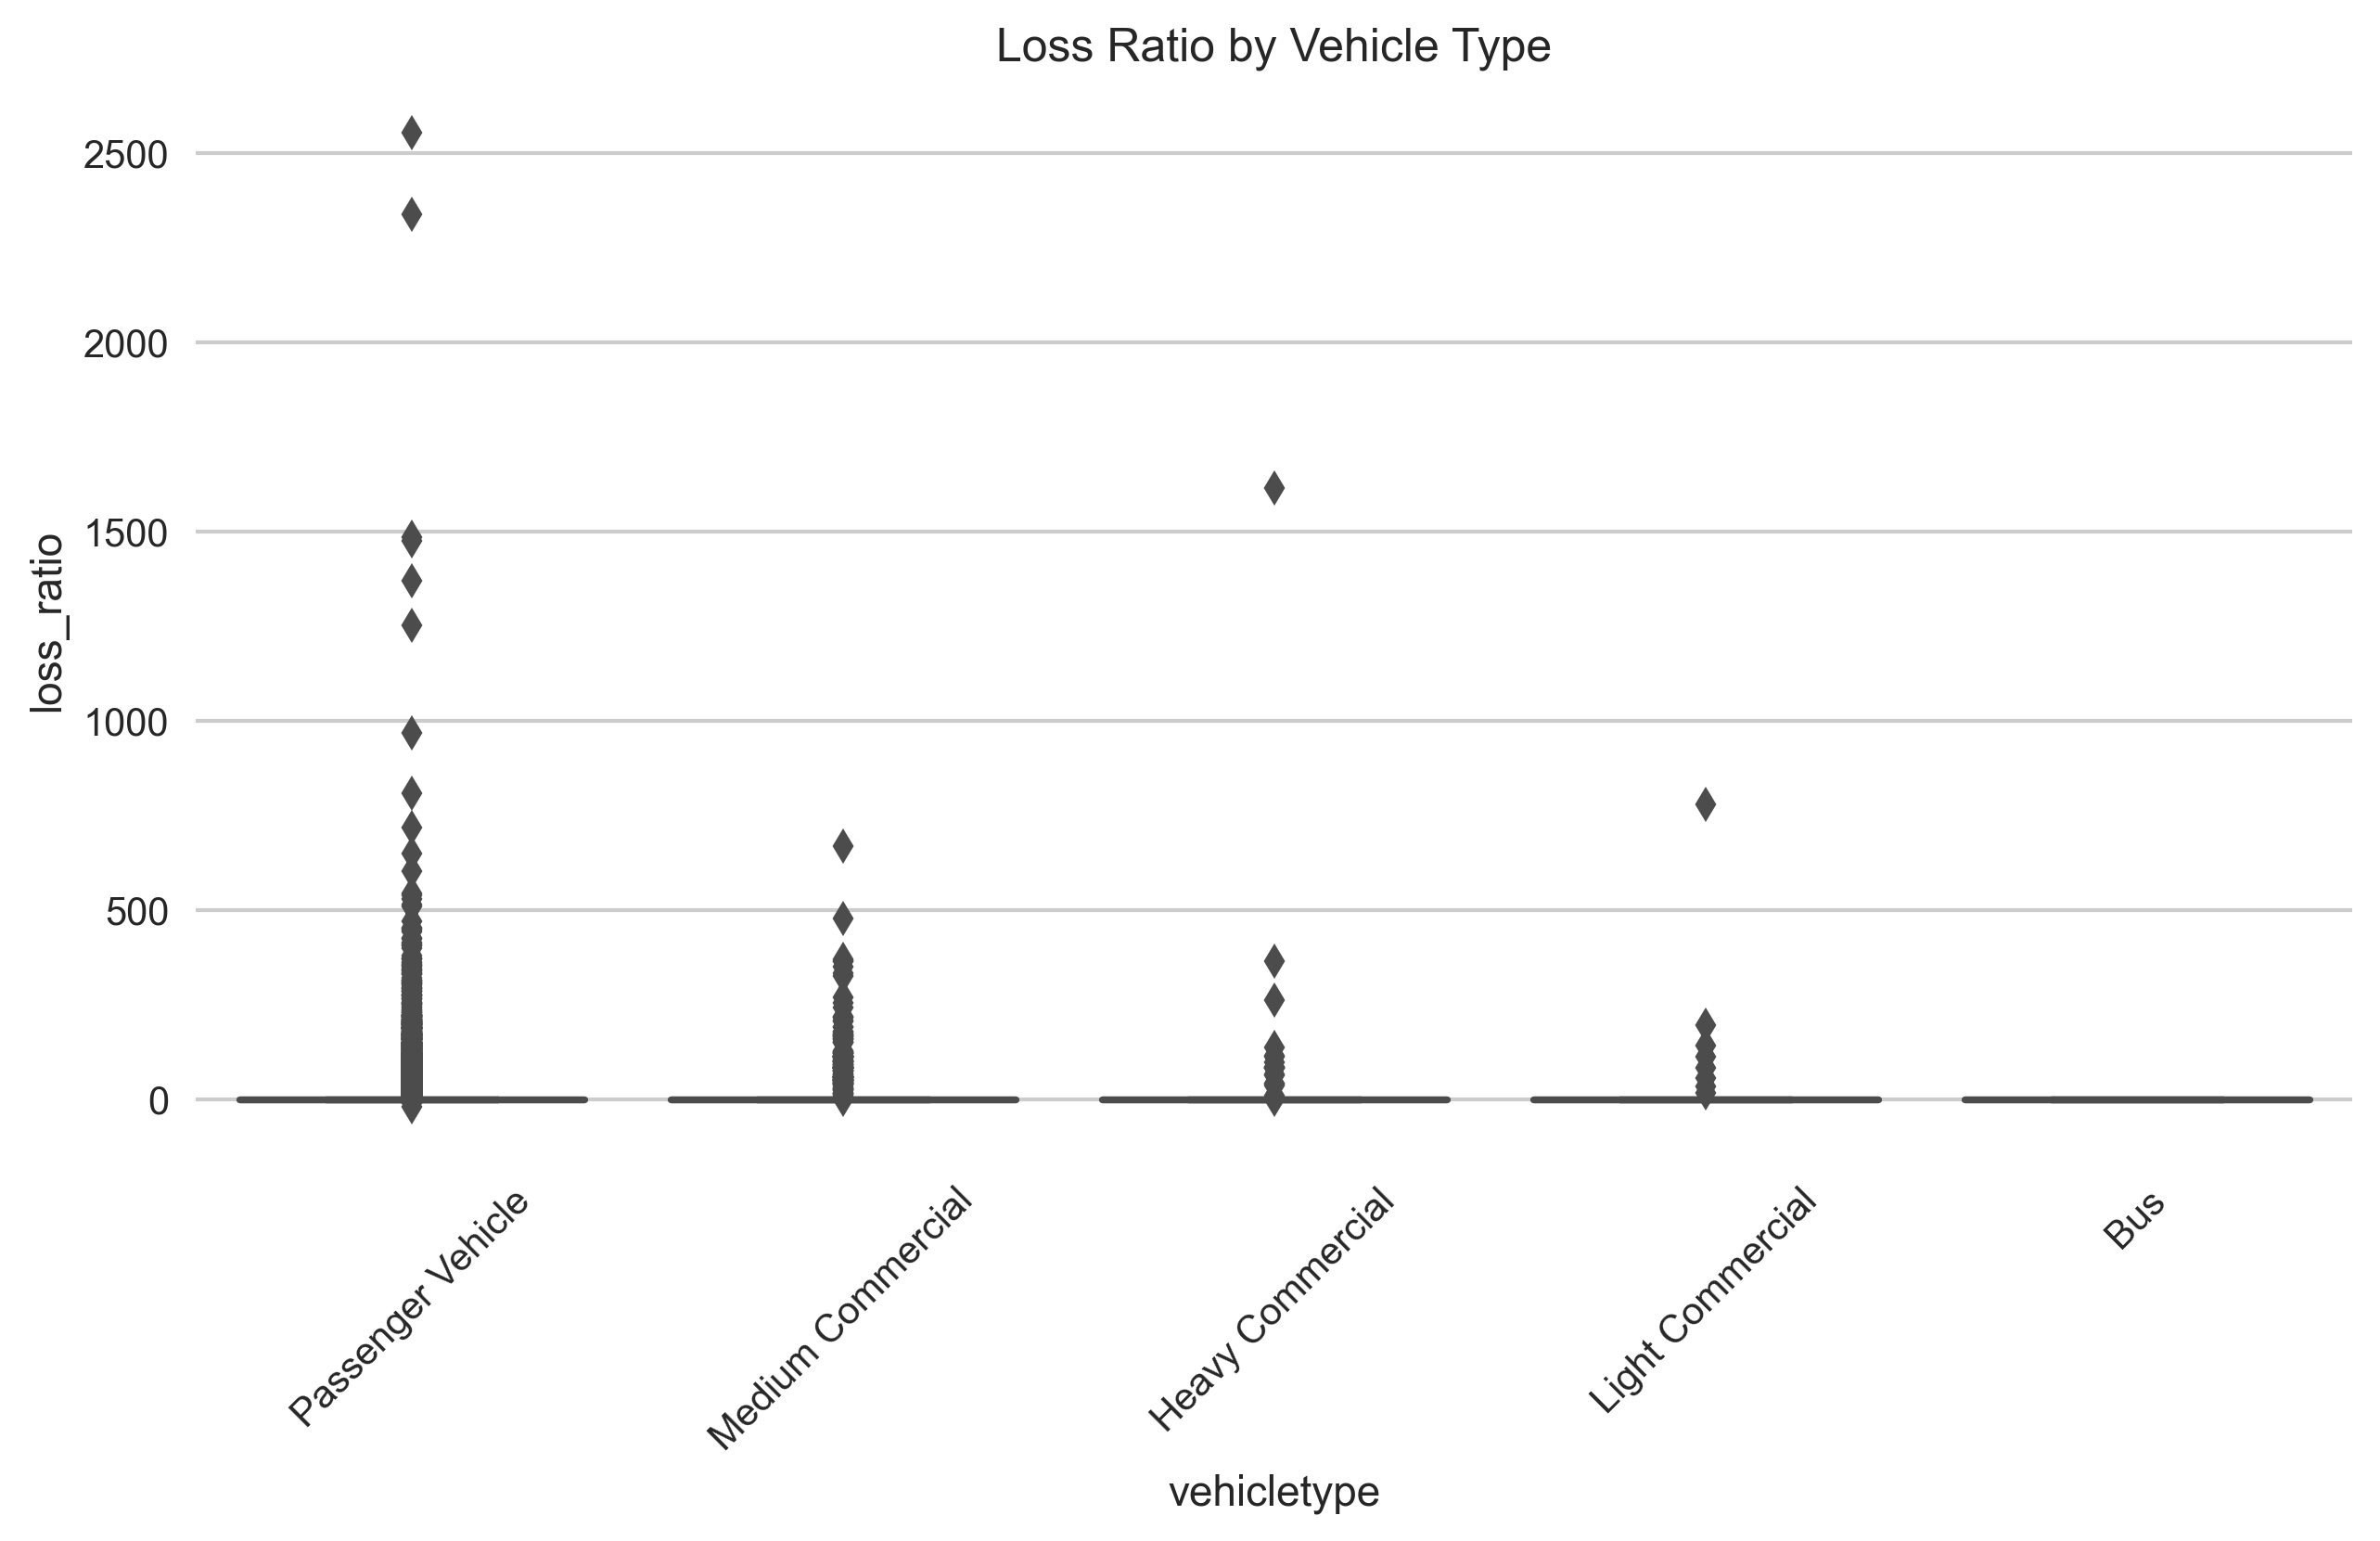 Loss Ratio by Vehicle Type
loss_ratio
2500
2000
1500
1000
500
0
Passenger Vehicle
Medium Commercial
Heavy Commercial
Light Commercial
Bus
vehicletype